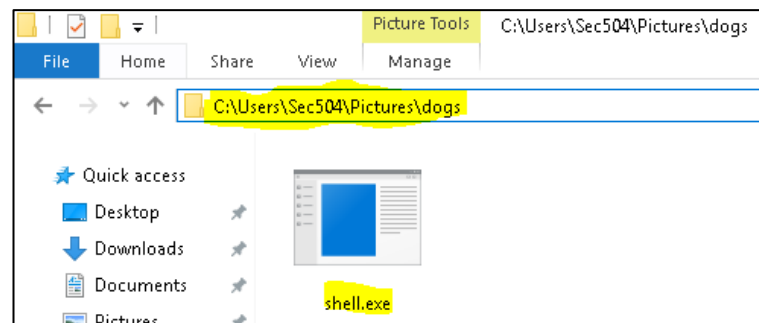 Picture Tools C:\Users\Sec504\Pictures\dogs
File Home Share View Manage
C:\Users\Sec504\Pictures\dogs
Quick access
Desktop
Downloads
Documents
Pictures
shell.exe